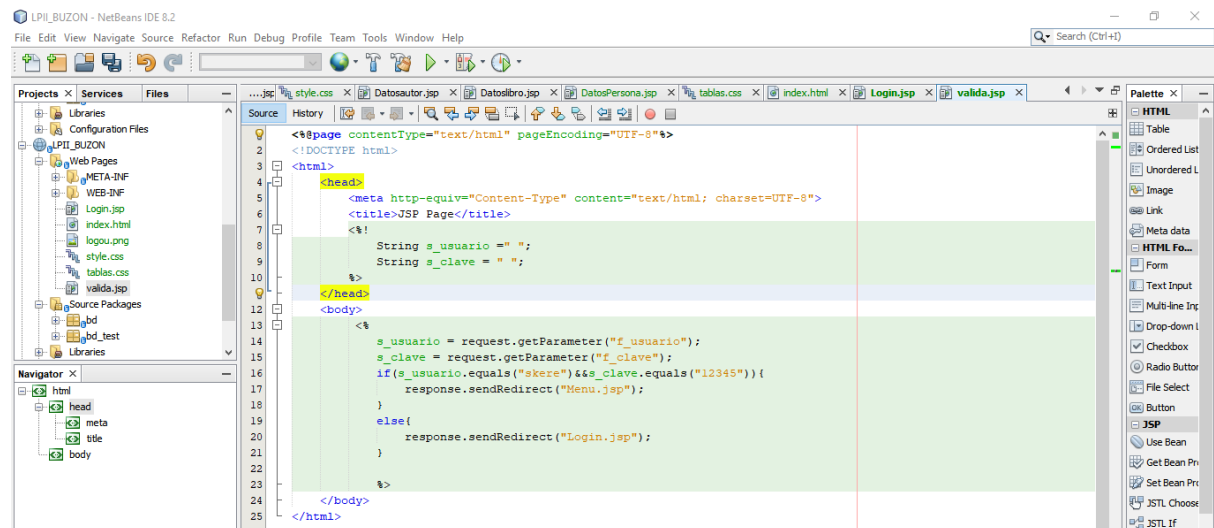 LPII_BUZON - NetBeans IDE 8.2
File Edit View Navigate Source Refactor Run Debug Profile Team Tools Window Help
Search (Ctrl+I)
Projects Services Files
Libraries
Configuration Files
LPII_BUZON
Web Pages
META-INF
WEB-INF
Login.jsp
index.html
logou.png
style.css
tablas.css
valida.jsp
Source Packages
bd
bd_test
Libraries
Navigator
html
head
meta
title
body
....jsp style.css Datosautor.jsp Datoslibro.jsp DatosPersona.jsp tablas.css index.html Login.jsp valida.jsp
Source History
<%@page contentType="text/html" pageEncoding="UTF-8"%>
2 <!DOCTYPE html>
3 <html>
4 <head>
5 <meta http-equiv="Content-Type" content="text/html; charset=UTF-8">
6 <title>JSP Page</title>
7 <%!
8 String s_usuario =" ";
9 String s_clave = " ";
10 %>
</head>
12 <body>
13 <%
14 s_usuario = request.getParameter("f_usuario");
15 s_clave = request.getParameter("f_clave");
16 if(s_usuario.equals("skere")&&s_clave.equals("12345")){
17 response.sendRedirect("Menu.jsp");
18 }
19 else{
20 response.sendRedirect("Login.jsp");
21 }
22
23 %>
24 </body>
25 </html>
Palette
HTML
Table
Ordered List
Unordered L
Image
Link
Meta data
HTML Fo...
Form
Text Input
Multi-line Inp
Drop-down L
Checkbox
Radio Buttor
File Select
Button
JSP
Use Bean
Get Bean Pr
Set Bean Pro
JSTL Choose
JSTL If